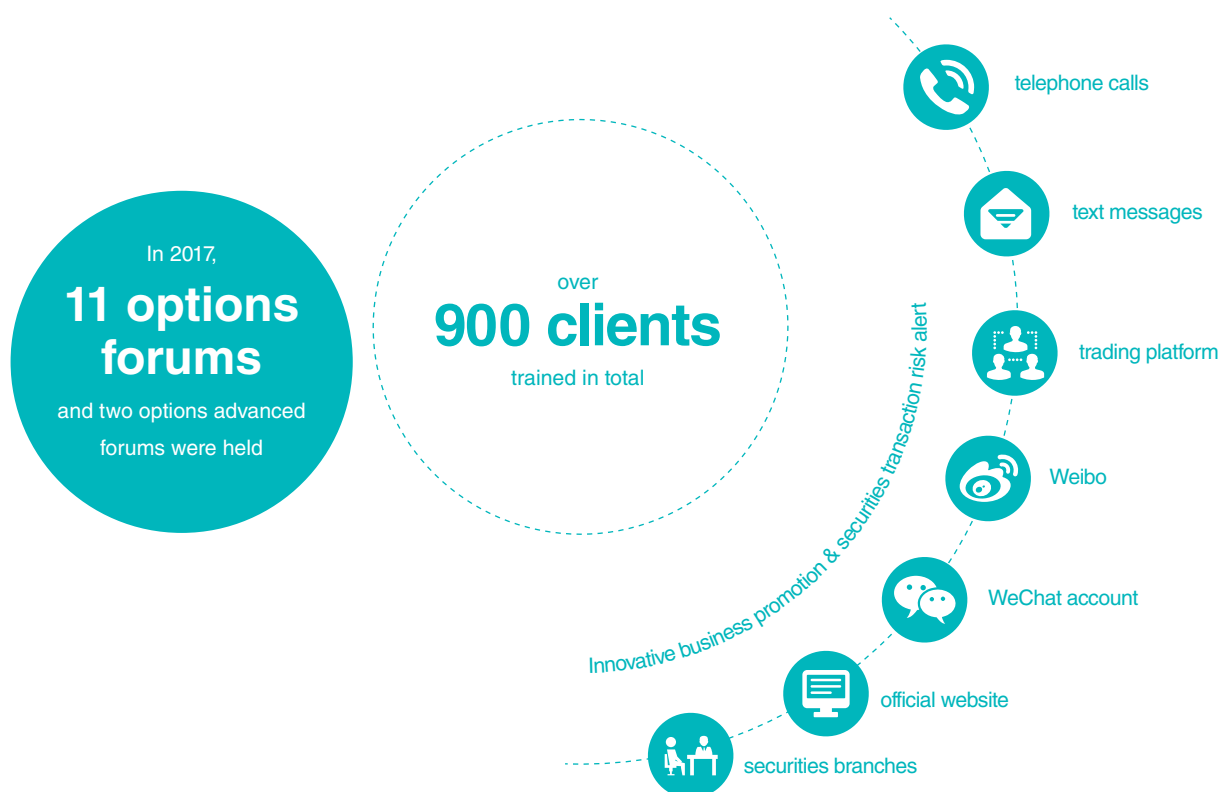 In 2017,
11 options
forums
and two options advanced
forums were held
over
900 clients
trained in total
Innovative business promotion & securities transaction risk alert
telephone calls
text messages
trading platform
Weibo
WeChat account
official website
securities branches